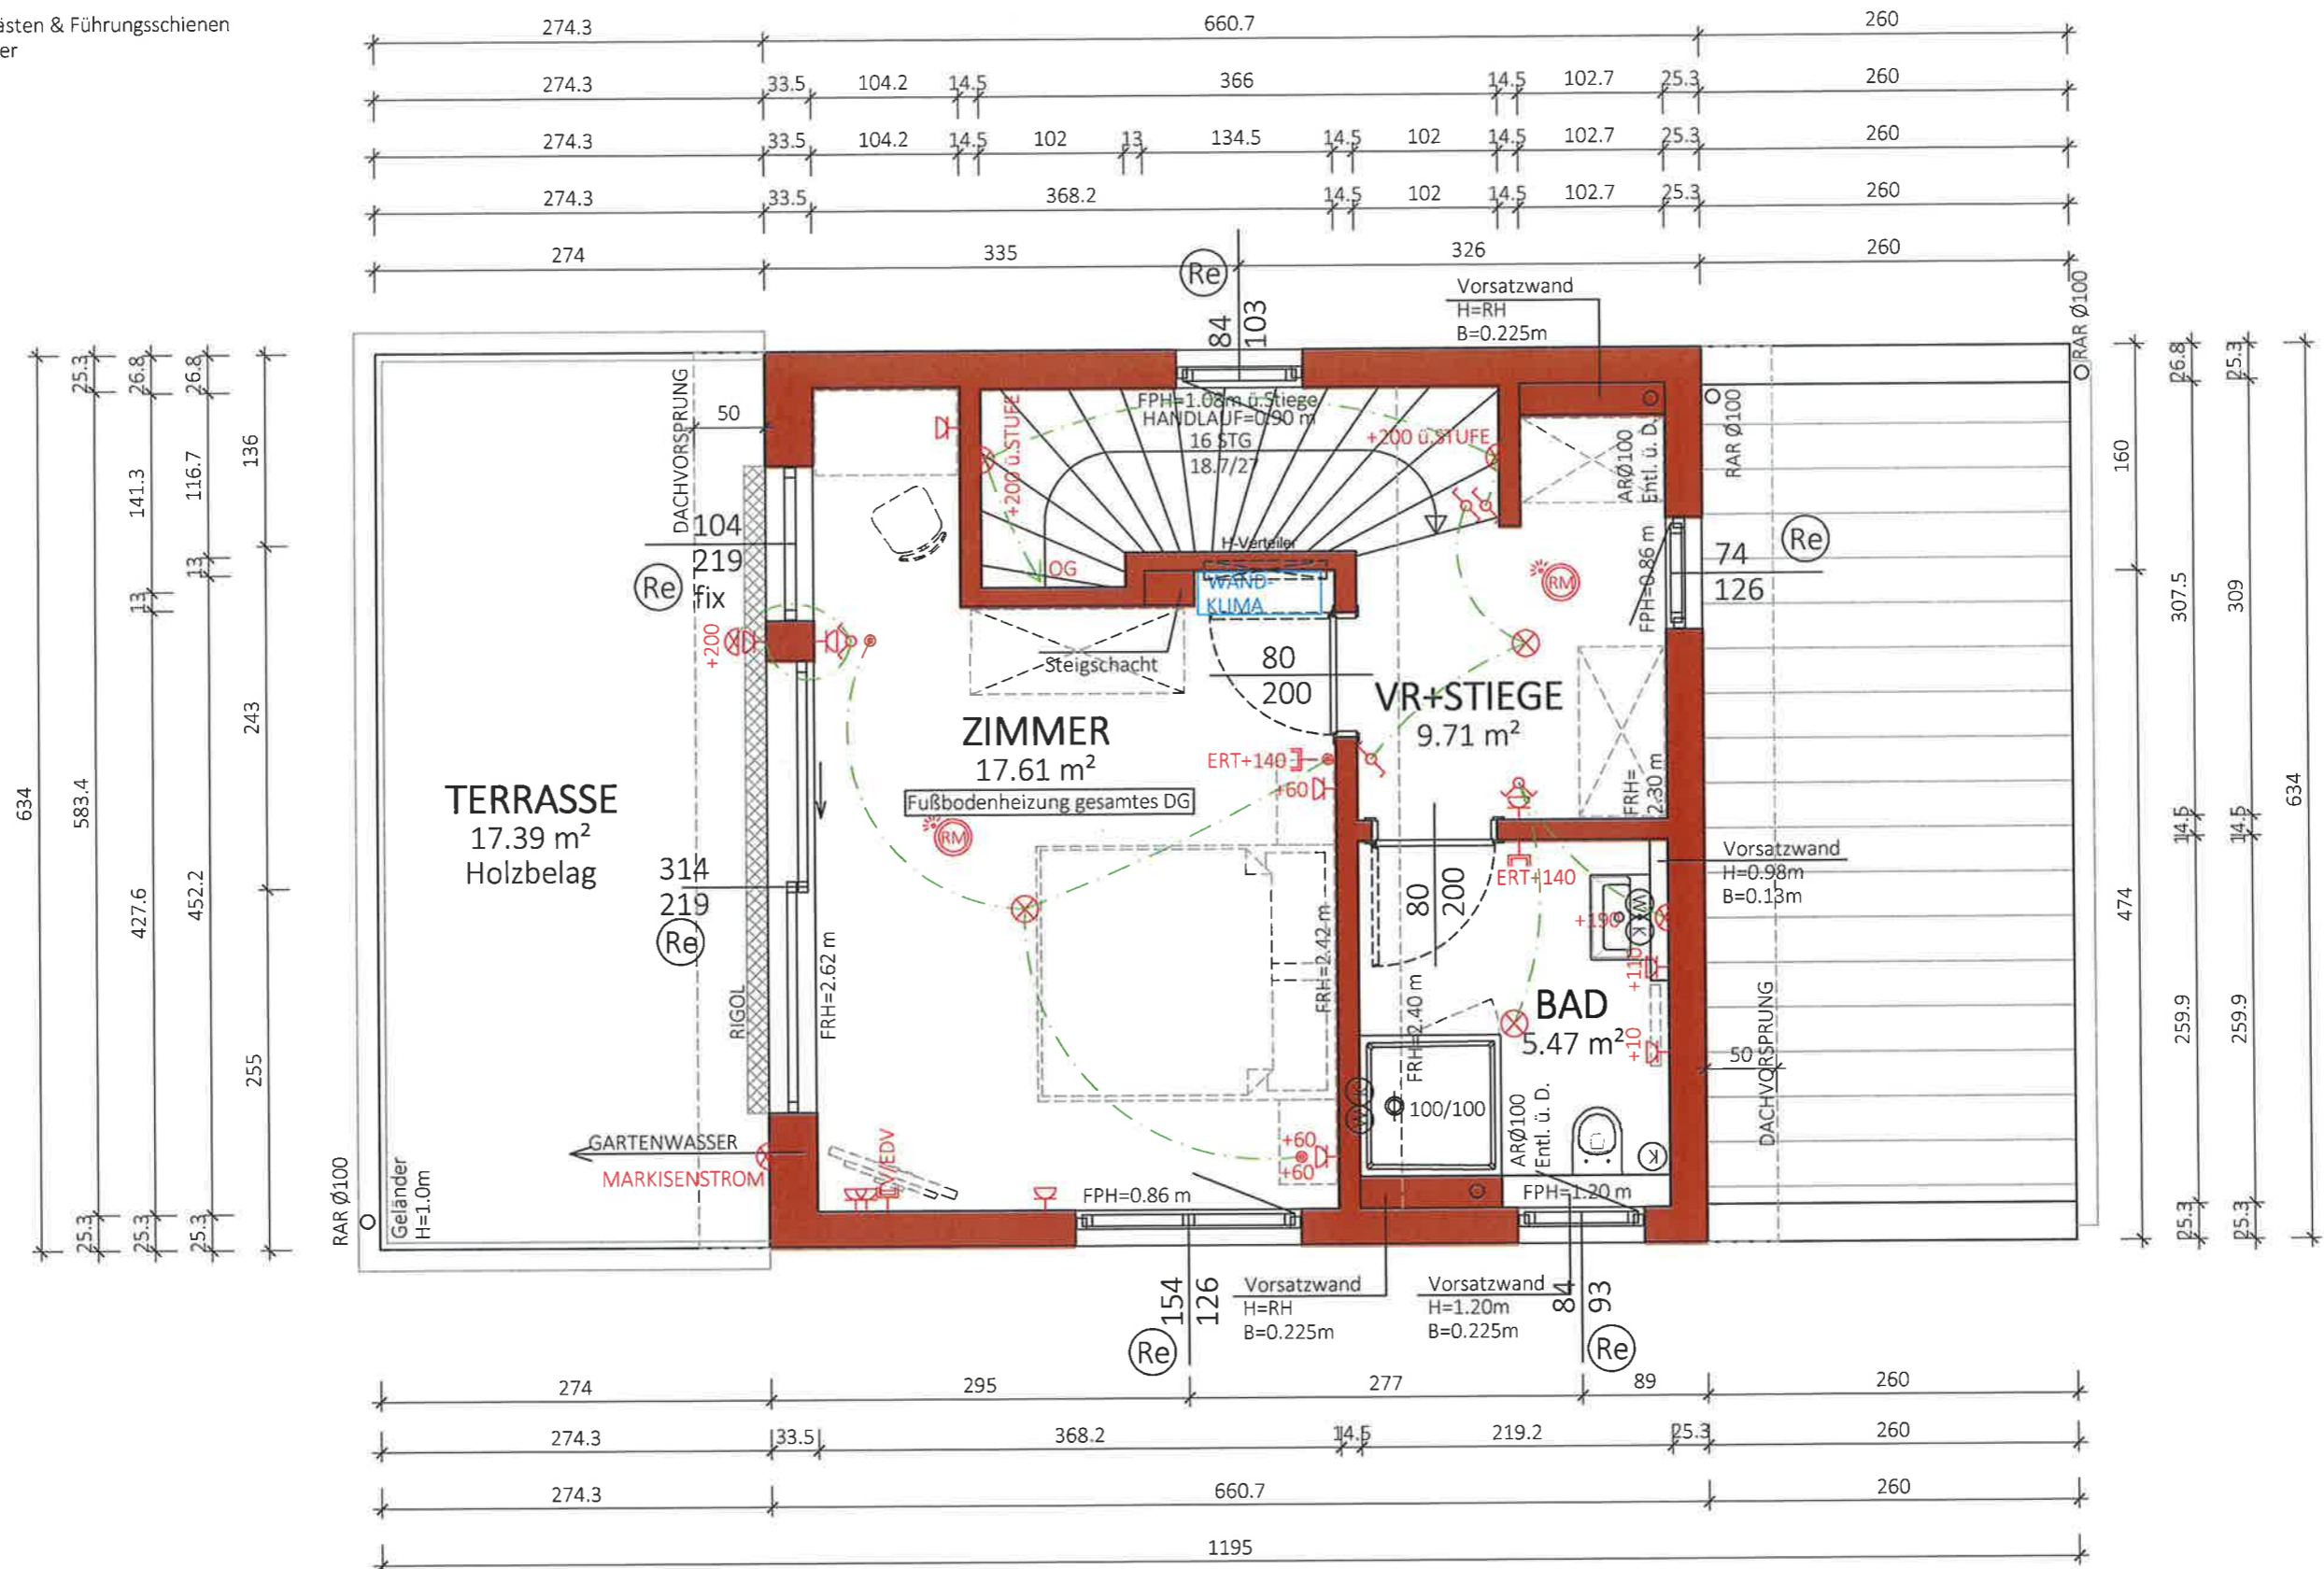 ästen & Führungsschienen
er
274.3 660.7 260
274.3 33.5 104.2 14.5 366 14.5 102.7 25.3 260
274.3 33.5 104.2 14.5 102 13 134.5 14.5 102 14.5 102.7 25.3 260
274.3 33.5 368.2 14.5 102 14.5 102.7 25.3 260
274 335 326 260
Re
84
103
Vorsatzwand
H=RH
B=0.225m
RAR Ø100
634
25.3 583.4 25.3
26.8 141.3 13 427.6 25.3
26.8 116.7 13 452.2 25.3
136 243 255
DACHVORSPRUNG
50
FPH=1.08m ü.Stiege
HANDLAUF=0.90 m
16 STG
18.7/27
+200 ü.STUFE
+200 ü.STUFE
OG
H-Verteiler
WAND-
KLIMA
ARØ100
Entl. ü. D.
RAR Ø100
104
219
fix
Re
+200
Steigschacht
80
200
FPH=0.86 m
74
126
Re
RM
ZIMMER
17.61 m²
Fußbodenheizung gesamtes DG
RM
VR+STIEGE
9.71 m²
ERT+140
+60
FRH=
2.30 m
TERRASSE
17.39 m²
Holzbelag
314
219
Re
RIGOL
FRH=2.62 m
FRH=2.42 m
80
200
ERT+140
Vorsatzwand
H=0.98m
B=0.13m
W
K
+190
+110
+10
BAD
5.47 m²
FRH=2.40 m
100/100
ARØ100
Entl. ü. D.
K
50
DACHVORSPRUNG
GARTENWASSER
MARKISENSTROM
RAR Ø100
Geländer
H=1.0m
TV/EDV
+60
+60
FPH=0.86 m
FPH=1.20 m
160 474
26.8 307.5 14.5 259.9 25.3
25.3 309 14.5 259.9 25.3
634
154
126
Re
Vorsatzwand
H=RH
B=0.225m
Vorsatzwand
H=1.20m
B=0.225m
84
93
Re
274 295 277 89 260
274.3 33.5 368.2 14.5 219.2 25.3 260
274.3 660.7 260
1195